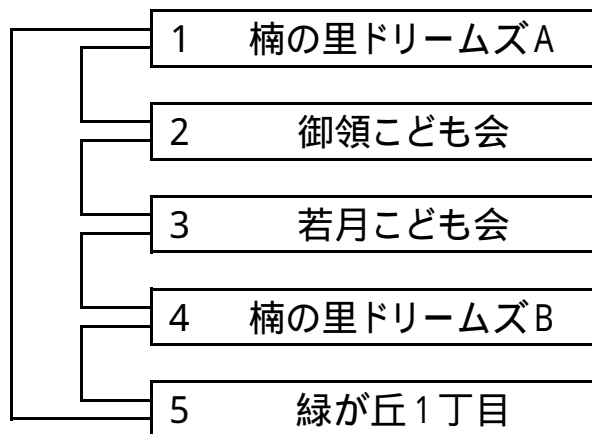 1 楠の里ドリームズA
2 御領こども会
3 若月こども会
4 楠の里ドリームズB
5 緑が丘1丁目